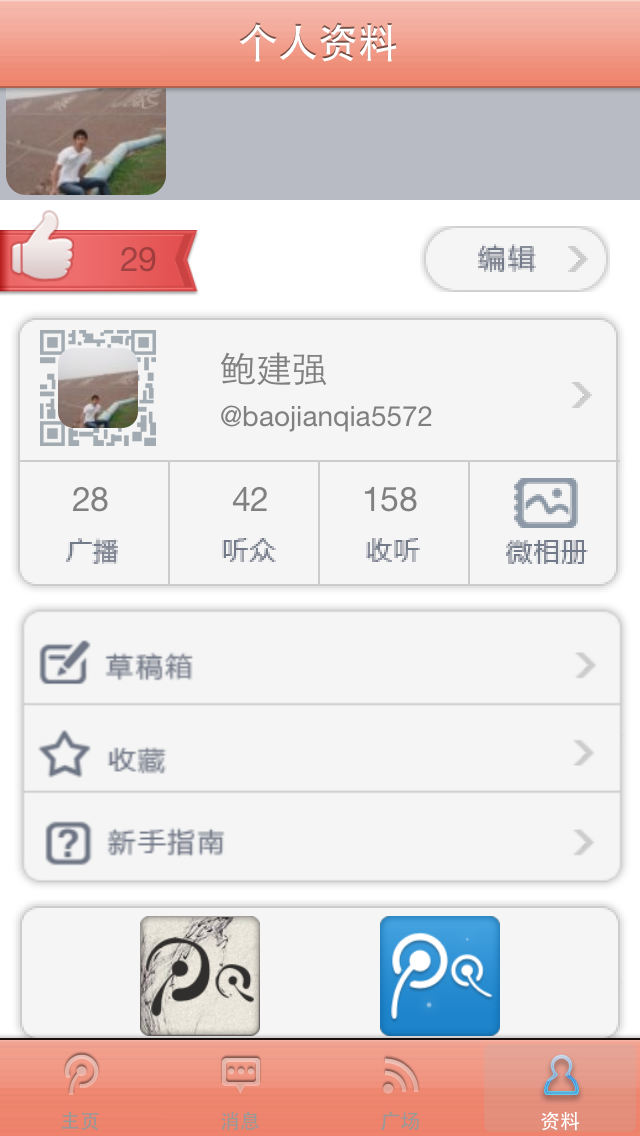 个人资料
29
编辑
鲍建强
@baojianqia5572
28
42
158
广播
听众
收听
微相册
草稿箱
收藏
新手指南
主页
消息
广场
资料